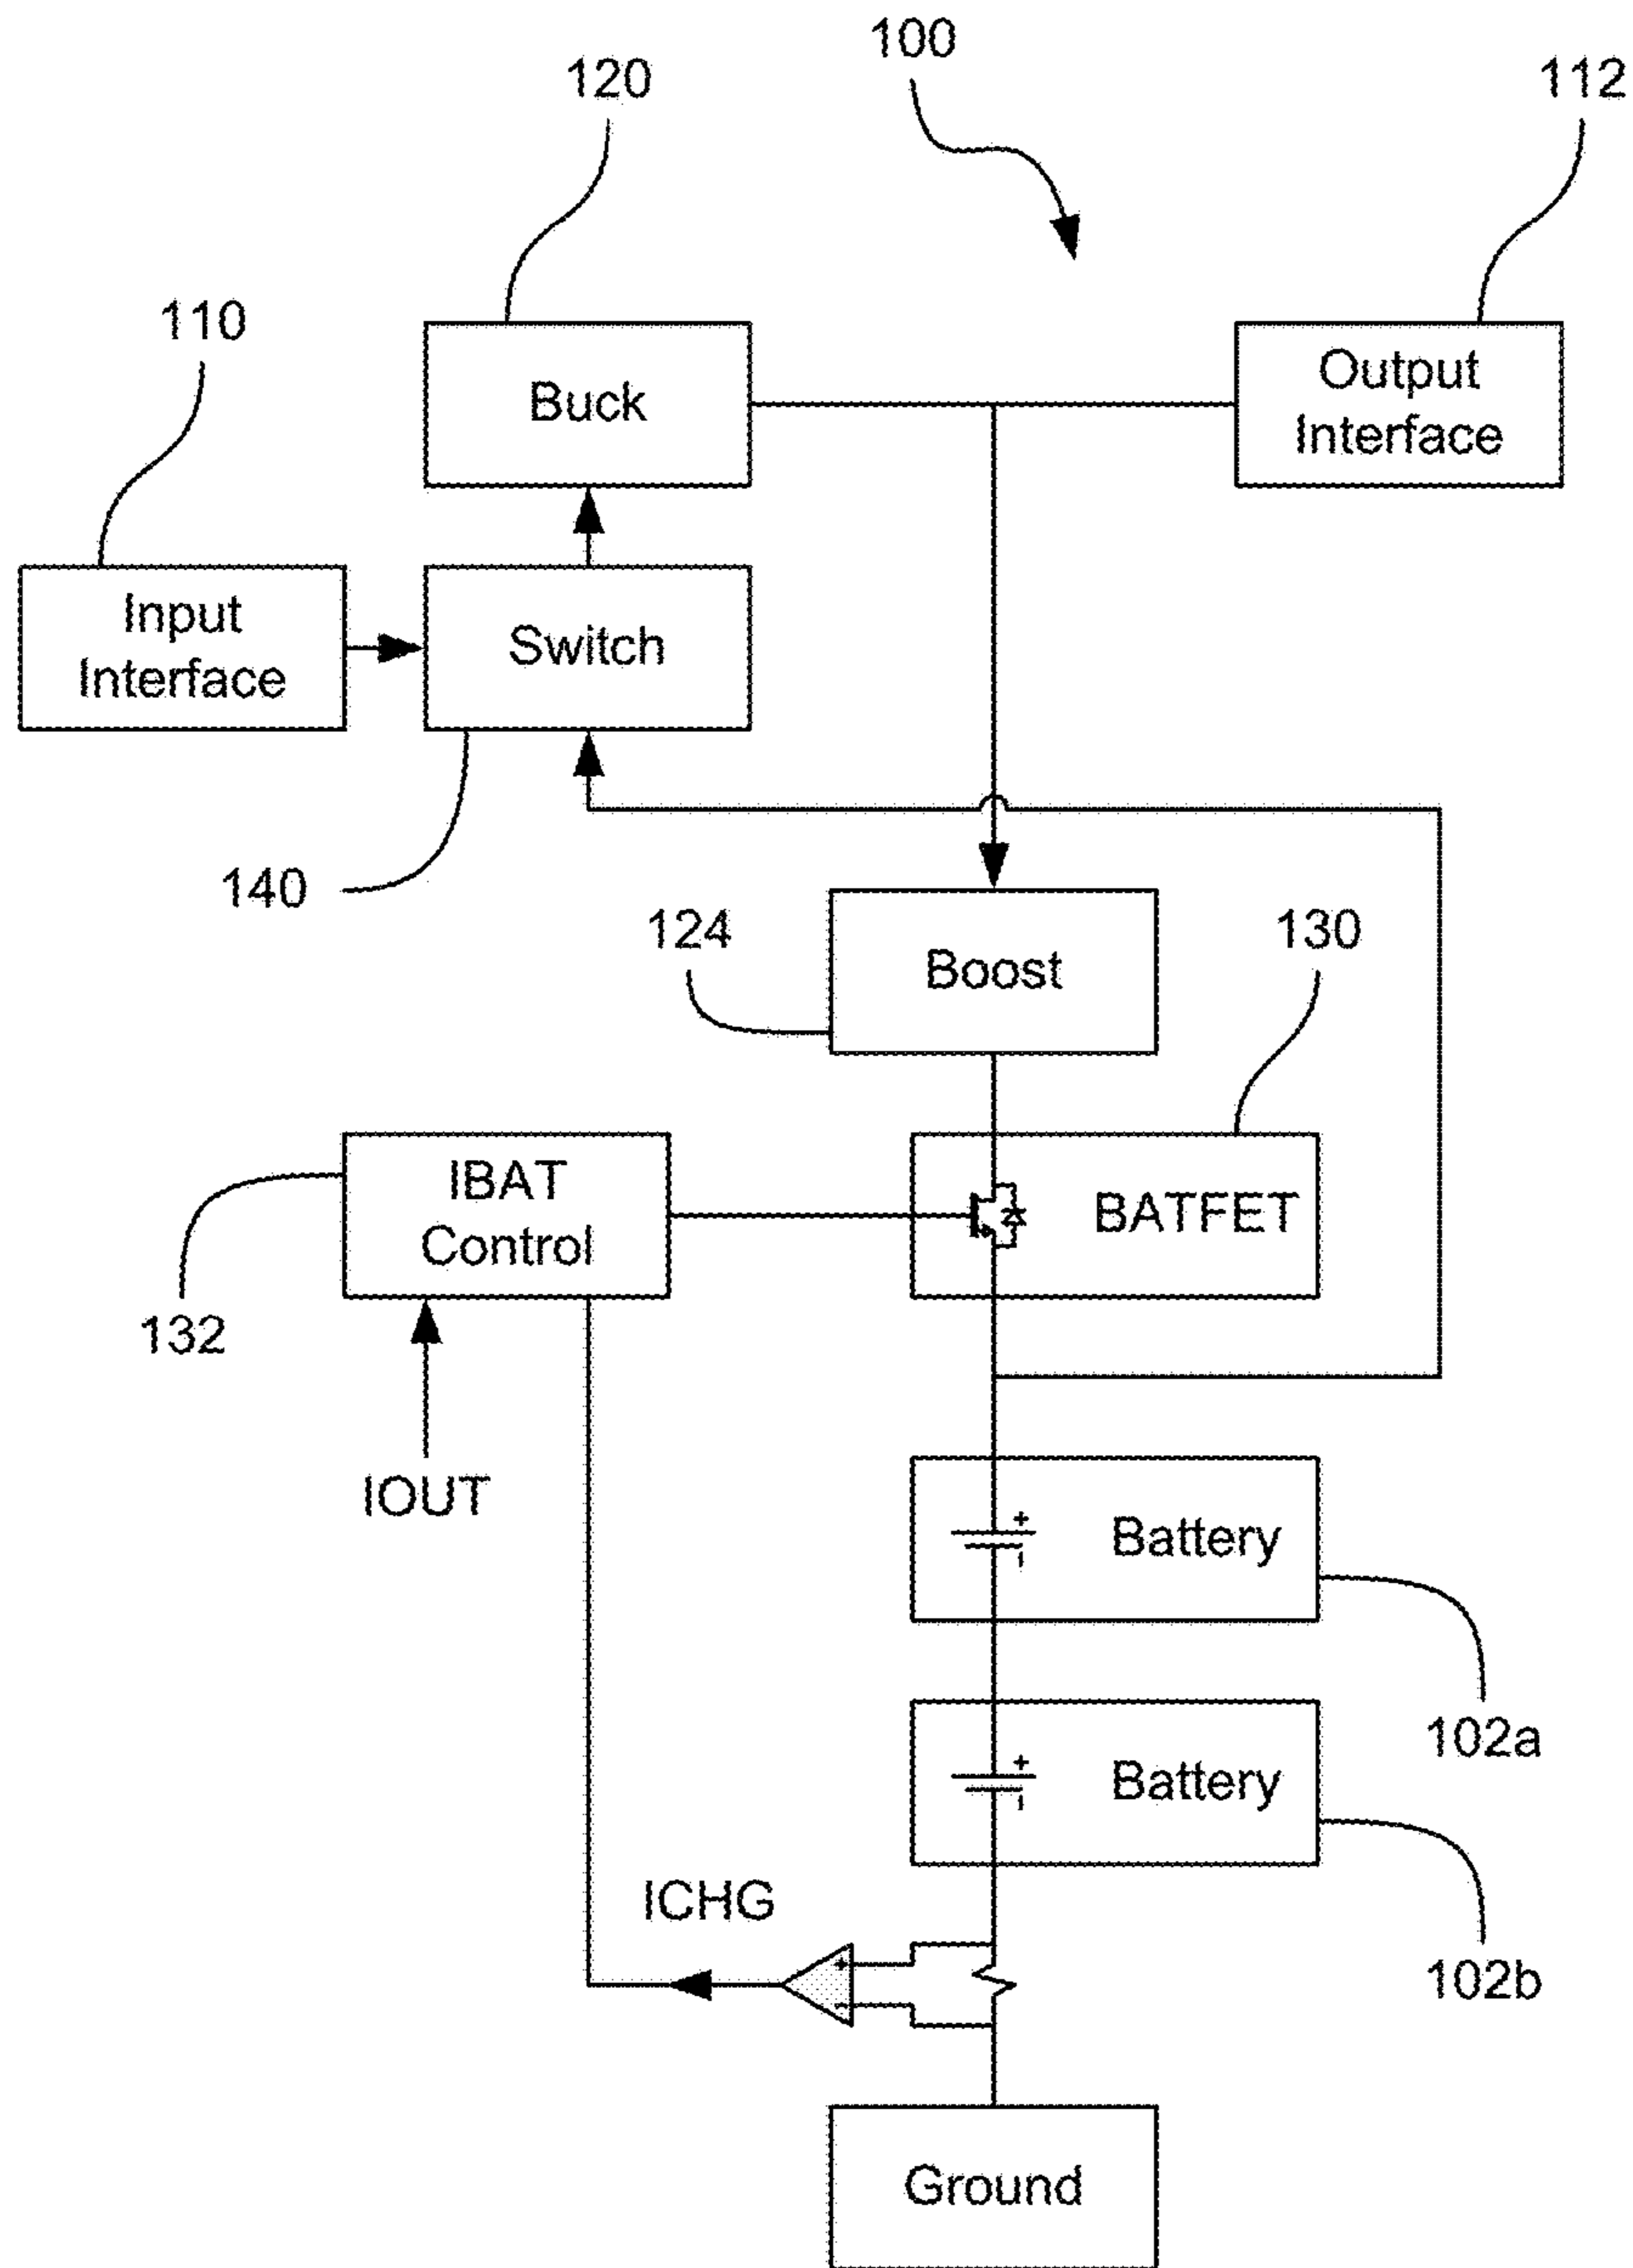 100
120
112
110
Buck
Output
Interface
Input
Interface
Switch
140
124
Boost
130
IBAT
Control
BATFET
132
IOUT
+
-
Battery
102a
+
-
Battery
102b
ICHG
+
-
Ground